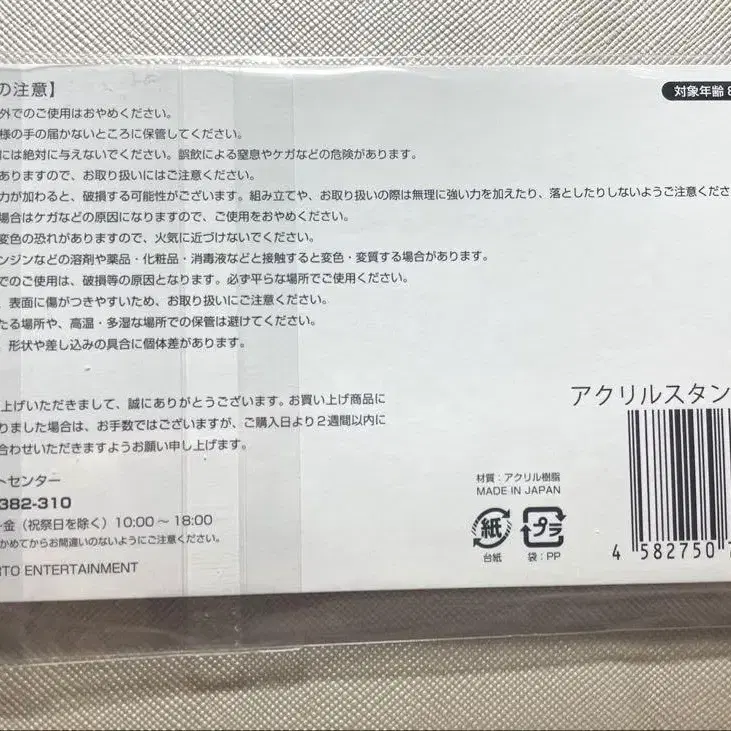 の注意】
対象年齢 8
外でのご使用はおやめください。
様の手の届かないところに保管してください。
には絶対に与えないでください。誤飲による窒息やケガなどの危険があります。
ありますので、お取り扱いにはご注意ください。
力が加わると、破損する可能性がございます。組み立てや、お取り扱いの際は無理に強い力を加えたり、落としたりしないようご注意くださ
場合はケガなどの原因になりますので、ご使用をおやめください。
変色の恐れがありますので、火気に近づけないでください。
ンジンなどの溶剤や薬品・化粧品・消毒液などと接触すると変色・変質する場合があります。
でのご使用は、破損等の原因となります。必ず平らな場所でご使用ください。
、表面に傷がつきやすいため、お取り扱いにご注意ください。
たる場所や、高温・多湿な場所での保管は避けてください。
、形状や差し込みの具合に個体差があります。
上げいただきまして、誠にありがとうございます。お買い上げ商品に
りました場合は、お手数ではございますが、ご購入日より2週間以内に
合わせいただきますようお願い申し上げます。
アクリルスタン
トセンター
382-310
金（祝祭日を除く）10:00～18:00
かめてからお間違いのないようにご注意ください。
RTO ENTERTAINMENT
材質：アクリル樹脂
MADE IN JAPAN
紙
台紙
プラ
袋：PP
4 582750